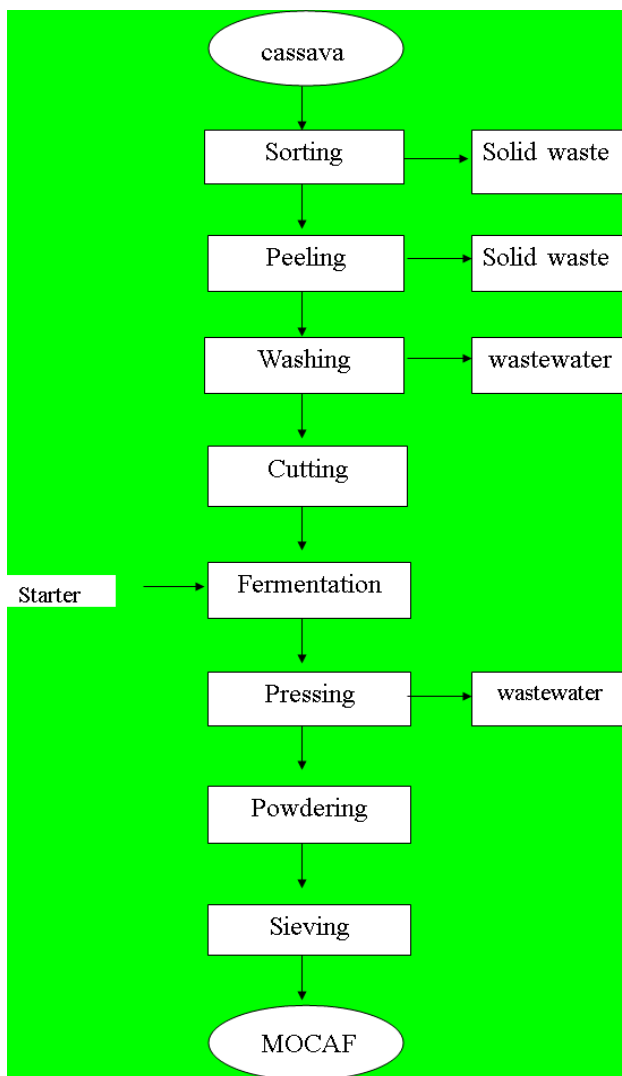 cassava
Sorting
Solid waste
Peeling
Solid waste
Washing
wastewater
Cutting
Starter
Fermentation
Pressing
wastewater
Powdering
Sieving
MOCAF